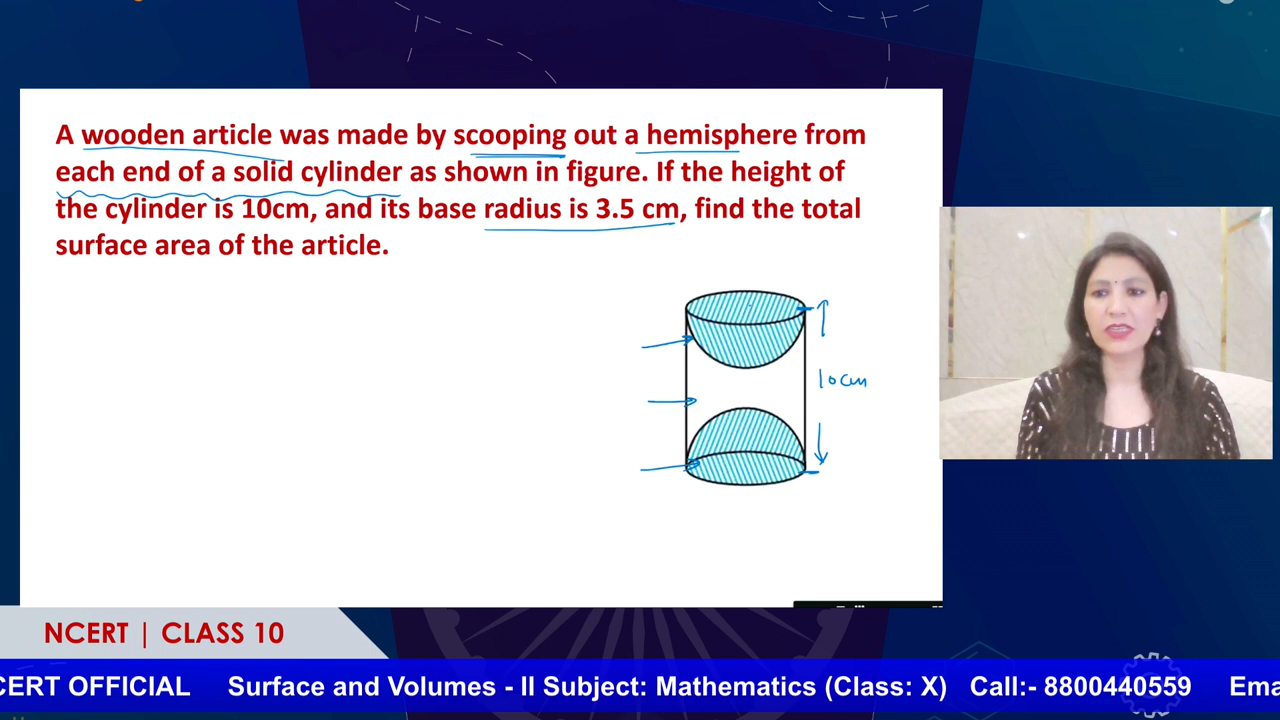 A wooden article was made by scooping out a hemisphere from
each end of a solid cylinder as shown in figure. If the height of
the cylinder is 10cm, and its base radius is 3.5 cm, find the total
surface area of the article.
10cm
NCERT | CLASS 10
CERT OFFICIAL Surface and Volumes - II Subject: Mathematics (Class: X) Call:- 8800440559 Ema